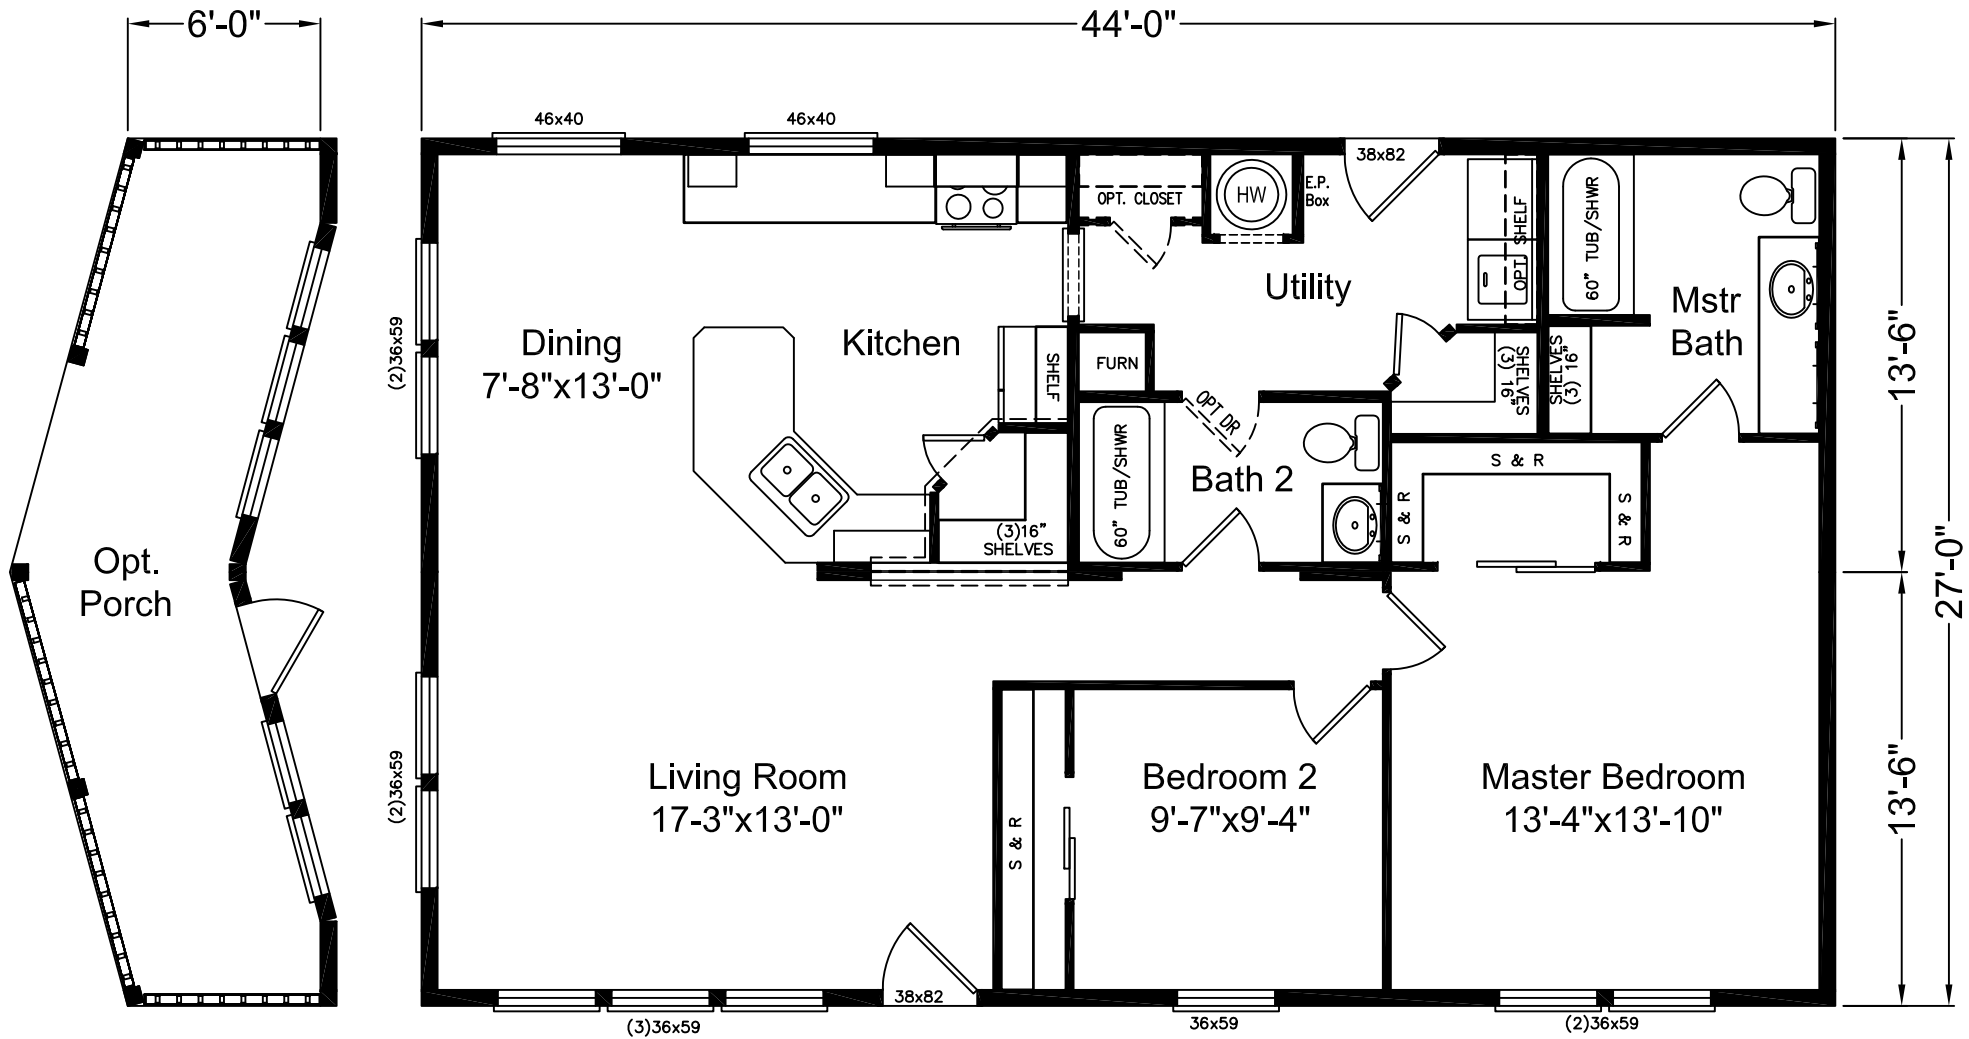 6'-0"
44'-0"
46x40
46x40
38x82
E.P.
Box
HW
OPT. CLOSET
OPT. SHELF
60" TUB/SHWR
Utility
Mstr
Bath
(2)36x59
Dining
7'-8"x13'-0"
Kitchen
SHELF
FURN
SHELVES
(3) 16"
SHELVES
(3) 16"
13'-6"
OPT DR
60" TUB/SHWR
Bath 2
S & R
S & R
S & R
(3)16"
SHELVES
Opt.
Porch
27'-0"
(2)36x59
Living Room
17-3"x13'-0"
S & R
Bedroom 2
9'-7"x9'-4"
Master Bedroom
13'-4"x13'-10"
13'-6"
38x82
(3)36x59
36x59
(2)36x59